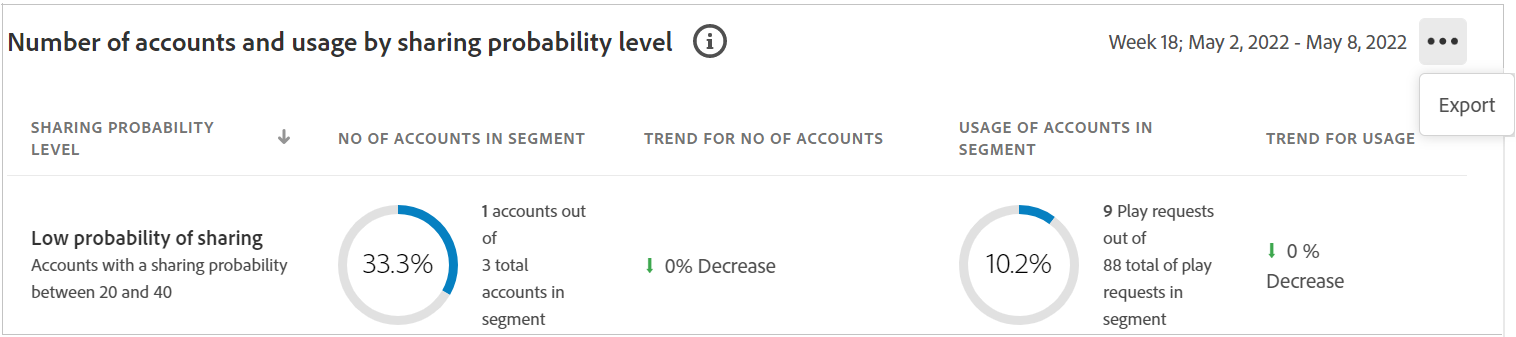 Number of accounts and usage by sharing probability level
Week 18; May 2, 2022 - May 8, 2022
Export
SHARING PROBABILITY
LEVEL
NO OF ACCOUNTS IN SEGMENT
TREND FOR NO OF ACCOUNTS
USAGE OF ACCOUNTS IN
SEGMENT
TREND FOR USAGE
Low probability of sharing
Accounts with a sharing probability
between 20 and 40
33.3%
1 accounts out
of
3 total
accounts in
segment
0% Decrease
10.2%
9 Play requests
out of
88 total of play
requests in
segment
0 %
Decrease